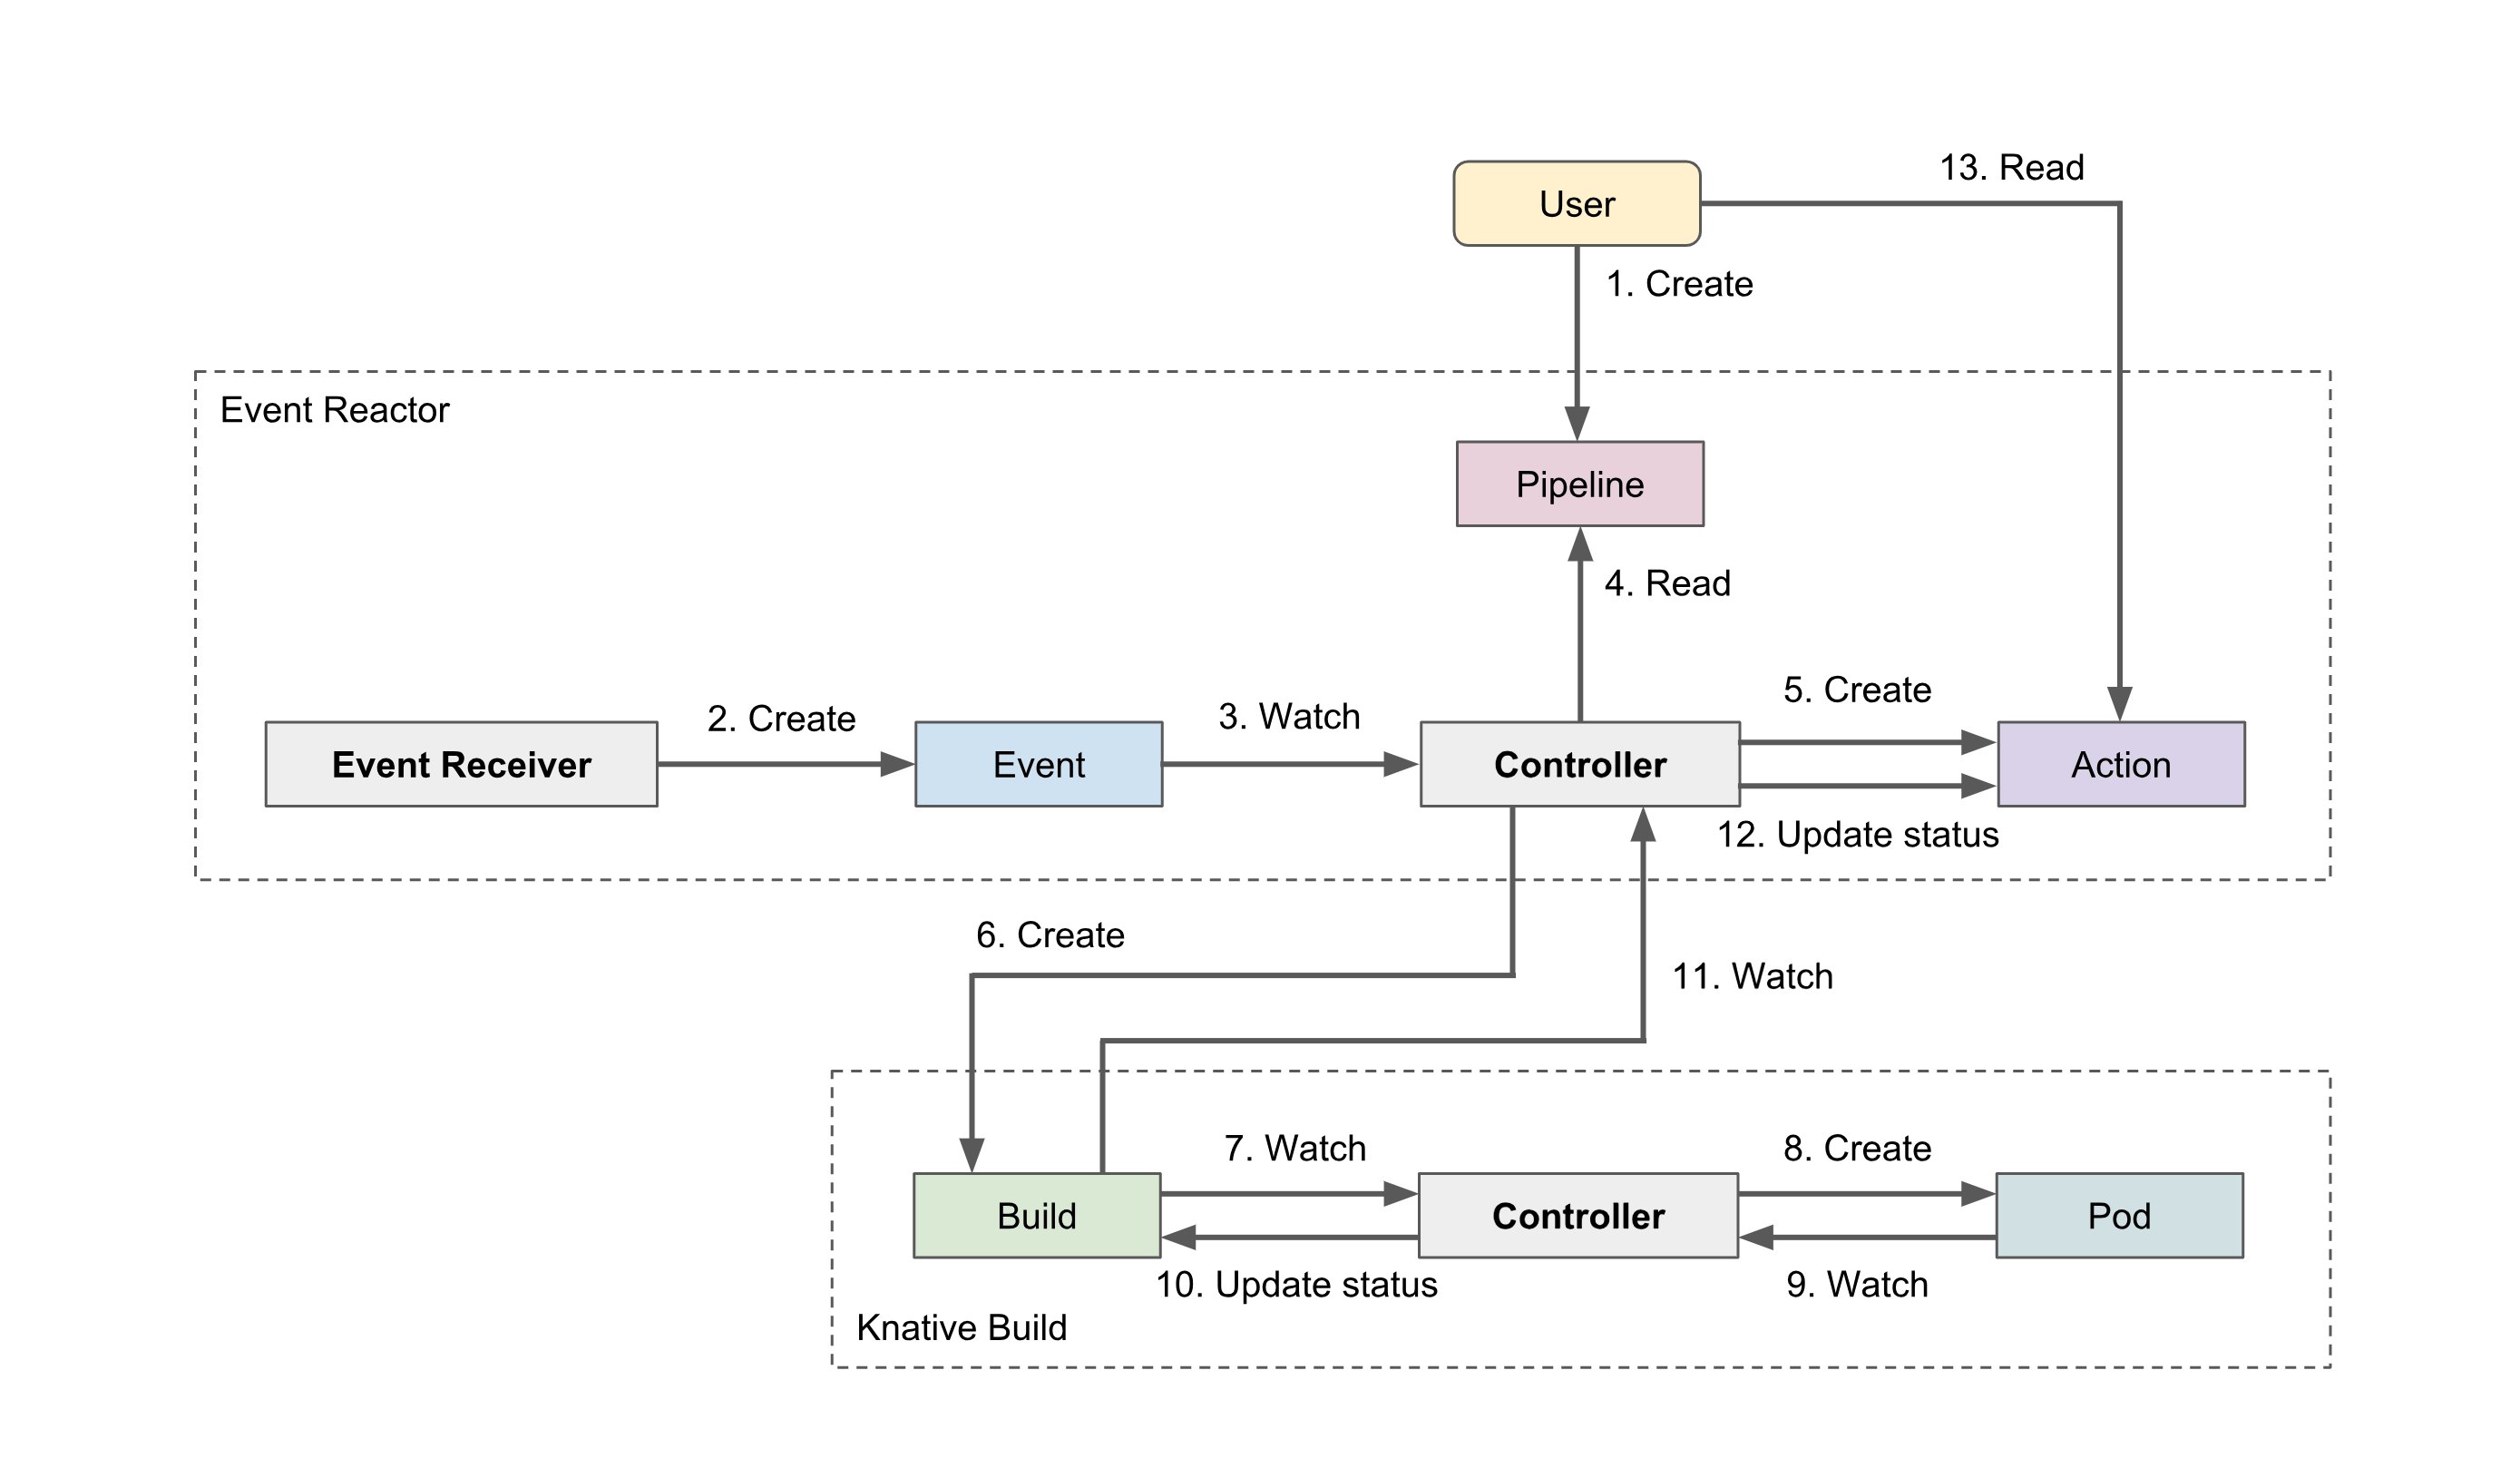 13. Read
User
1. Create
Event Reactor
Pipeline
4. Read
5. Create
2. Create
3. Watch
Event Receiver
Event
Controller
Action
12. Update status
6. Create
11. Watch
7. Watch
8. Create
Build
Controller
Pod
10. Update status
9. Watch
Knative Build